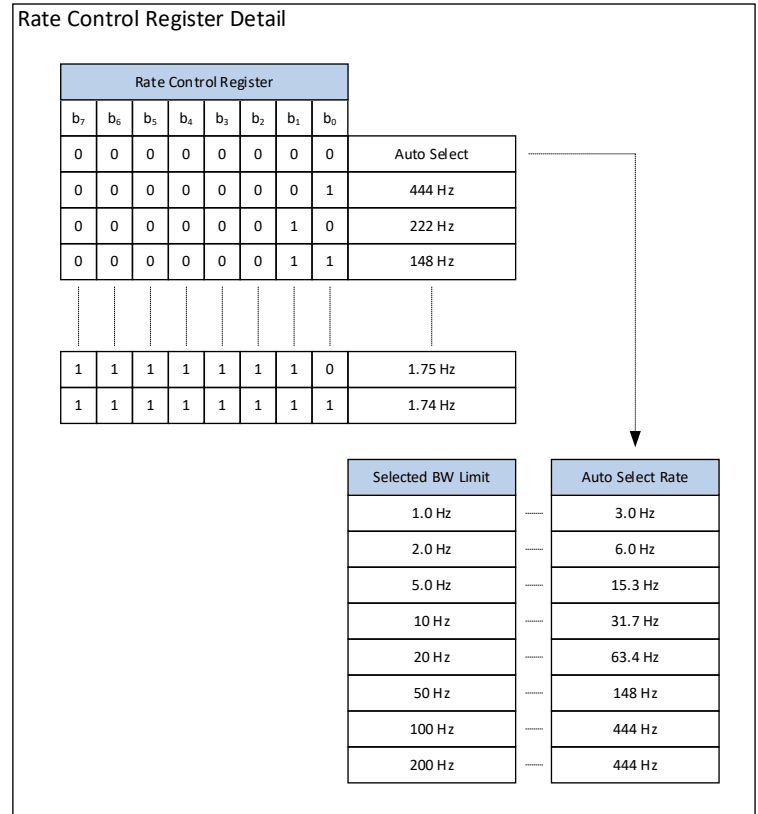 Rate Control Register Detail
Rate Control Register
b₇ b₆ b₅ b₄ b₃ b₂ b₁ b₀
0 0 0 0 0 0 0 0 Auto Select
0 0 0 0 0 0 0 1 444 Hz
0 0 0 0 0 0 1 0 222 Hz
0 0 0 0 0 0 1 1 148 Hz
1 1 1 1 1 1 1 0 1.75 Hz
1 1 1 1 1 1 1 1 1.74 Hz
Selected BW Limit Auto Select Rate
1.0 Hz 3.0 Hz
2.0 Hz 6.0 Hz
5.0 Hz 15.3 Hz
10 Hz 31.7 Hz
20 Hz 63.4 Hz
50 Hz 148 Hz
100 Hz 444 Hz
200 Hz 444 Hz